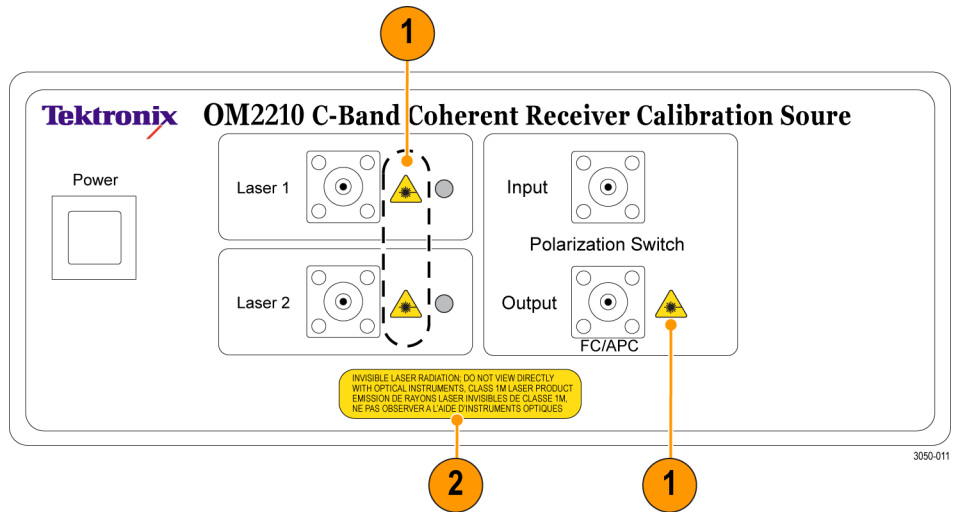 1
Tektronix OM2210 C-Band Coherent Receiver Calibration Soure
Power
Laser 1
Input
Polarization Switch
Laser 2
Output
FC/APC
INVISIBLE LASER RADIATION; DO NOT VIEW DIRECTLY
WITH OPTICAL INSTRUMENTS, CLASS 1M LASER PRODUCT
EMISSION DE RAYONS LASER INVISIBLES DE CLASSE 1M,
NE PAS OBSERVER A L'AIDE D'INSTRUMENTS OPTIQUES
3050-011
2
1